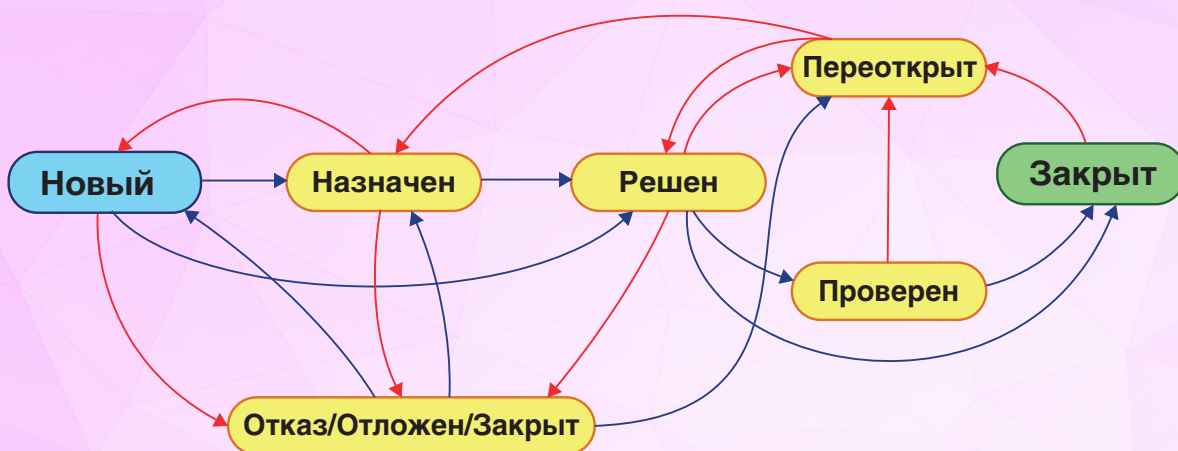 Переоткрыт
Новый
Назначен
Решен
Закрыт
Проверен
Отказ/Отложен/Закрыт